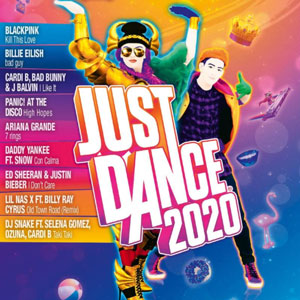 BLACKPINK
Kill This Love
BILLIE EILISH
bad guy
CARDI B, BAD BUNNY
& J BALVIN I Like It
PANIC! AT THE
DISCO High Hopes
ARIANA GRANDE
7 rings
DADDY YANKEE
FT. SNOW Con Calma
ED SHEERAN & JUSTIN
BIEBER I Don't Care
LIL NAS X FT. BILLY RAY
CYRUS Old Town Road (Remix)
DJ SNAKE FT. SELENA GOMEZ,
OZUNA, CARDI B Taki Taki
JUST
DANCE
2020